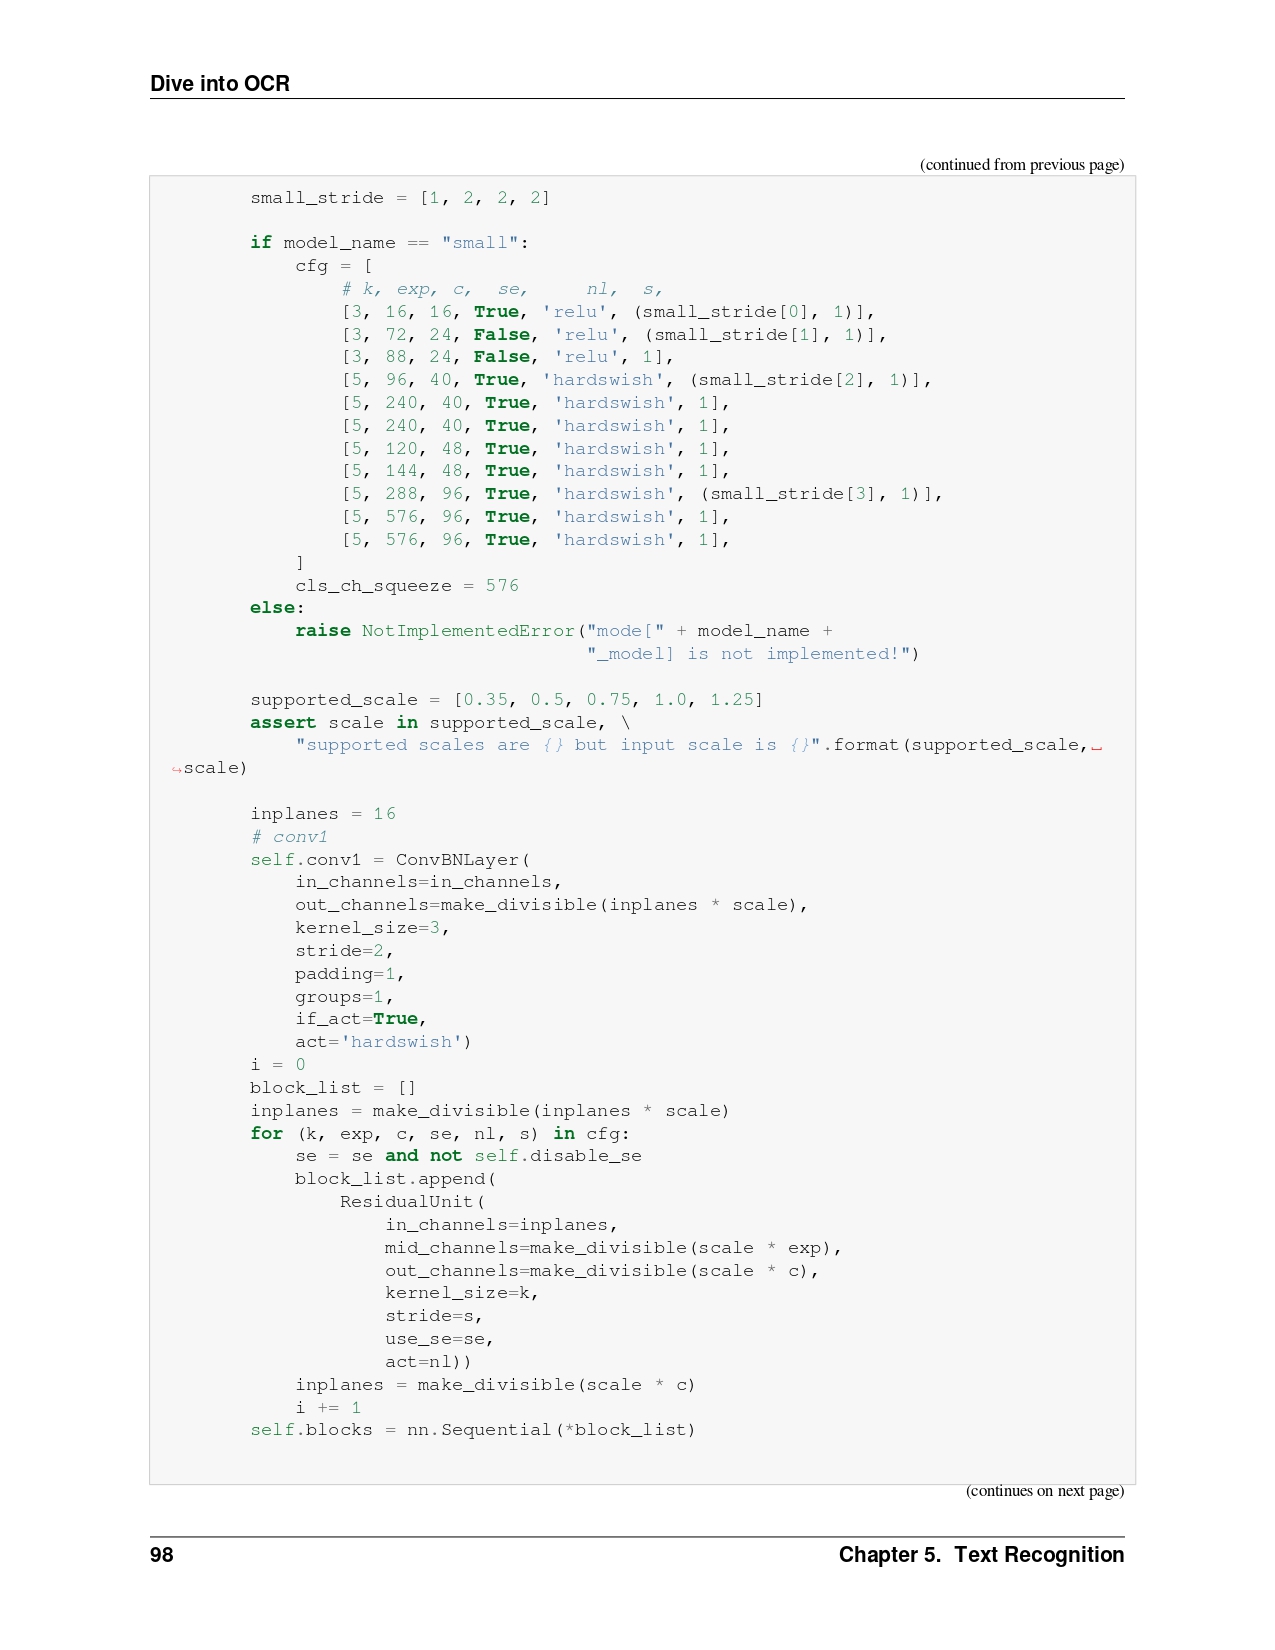 Dive into OCR
(continued from previous page)
        small_stride = [1, 2, 2, 2]
        if model_name == "small":
            cfg = [
                # k, exp, c,  se,     nl,  s,
                [3, 16, 16, True, 'relu', (small_stride[0], 1)],
                [3, 72, 24, False, 'relu', (small_stride[1], 1)],
                [3, 88, 24, False, 'relu', 1],
                [5, 96, 40, True, 'hardswish', (small_stride[2], 1)],
                [5, 240, 40, True, 'hardswish', 1],
                [5, 240, 40, True, 'hardswish', 1],
                [5, 120, 48, True, 'hardswish', 1],
                [5, 144, 48, True, 'hardswish', 1],
                [5, 288, 96, True, 'hardswish', (small_stride[3], 1)],
                [5, 576, 96, True, 'hardswish', 1],
                [5, 576, 96, True, 'hardswish', 1],
            ]
            cls_ch_squeeze = 576
        else:
            raise NotImplementedError("mode[" + model_name +
                                      "_model] is not implemented!")
        supported_scale = [0.35, 0.5, 0.75, 1.0, 1.25]
        assert scale in supported_scale, \
            "supported scales are {} but input scale is {}".format(supported_scale,␣
↪scale)
        inplanes = 16
        # conv1
        self.conv1 = ConvBNLayer(
            in_channels=in_channels,
            out_channels=make_divisible(inplanes * scale),
            kernel_size=3,
            stride=2,
            padding=1,
            groups=1,
            if_act=True,
            act='hardswish')
        i = 0
        block_list = []
        inplanes = make_divisible(inplanes * scale)
        for (k, exp, c, se, nl, s) in cfg:
            se = se and not self.disable_se
            block_list.append(
                ResidualUnit(
                    in_channels=inplanes,
                    mid_channels=make_divisible(scale * exp),
                    out_channels=make_divisible(scale * c),
                    kernel_size=k,
                    stride=s,
                    use_se=se,
                    act=nl))
            inplanes = make_divisible(scale * c)
            i += 1
        self.blocks = nn.Sequential(*block_list)
(continues on next page)
98
Chapter 5. Text Recognition